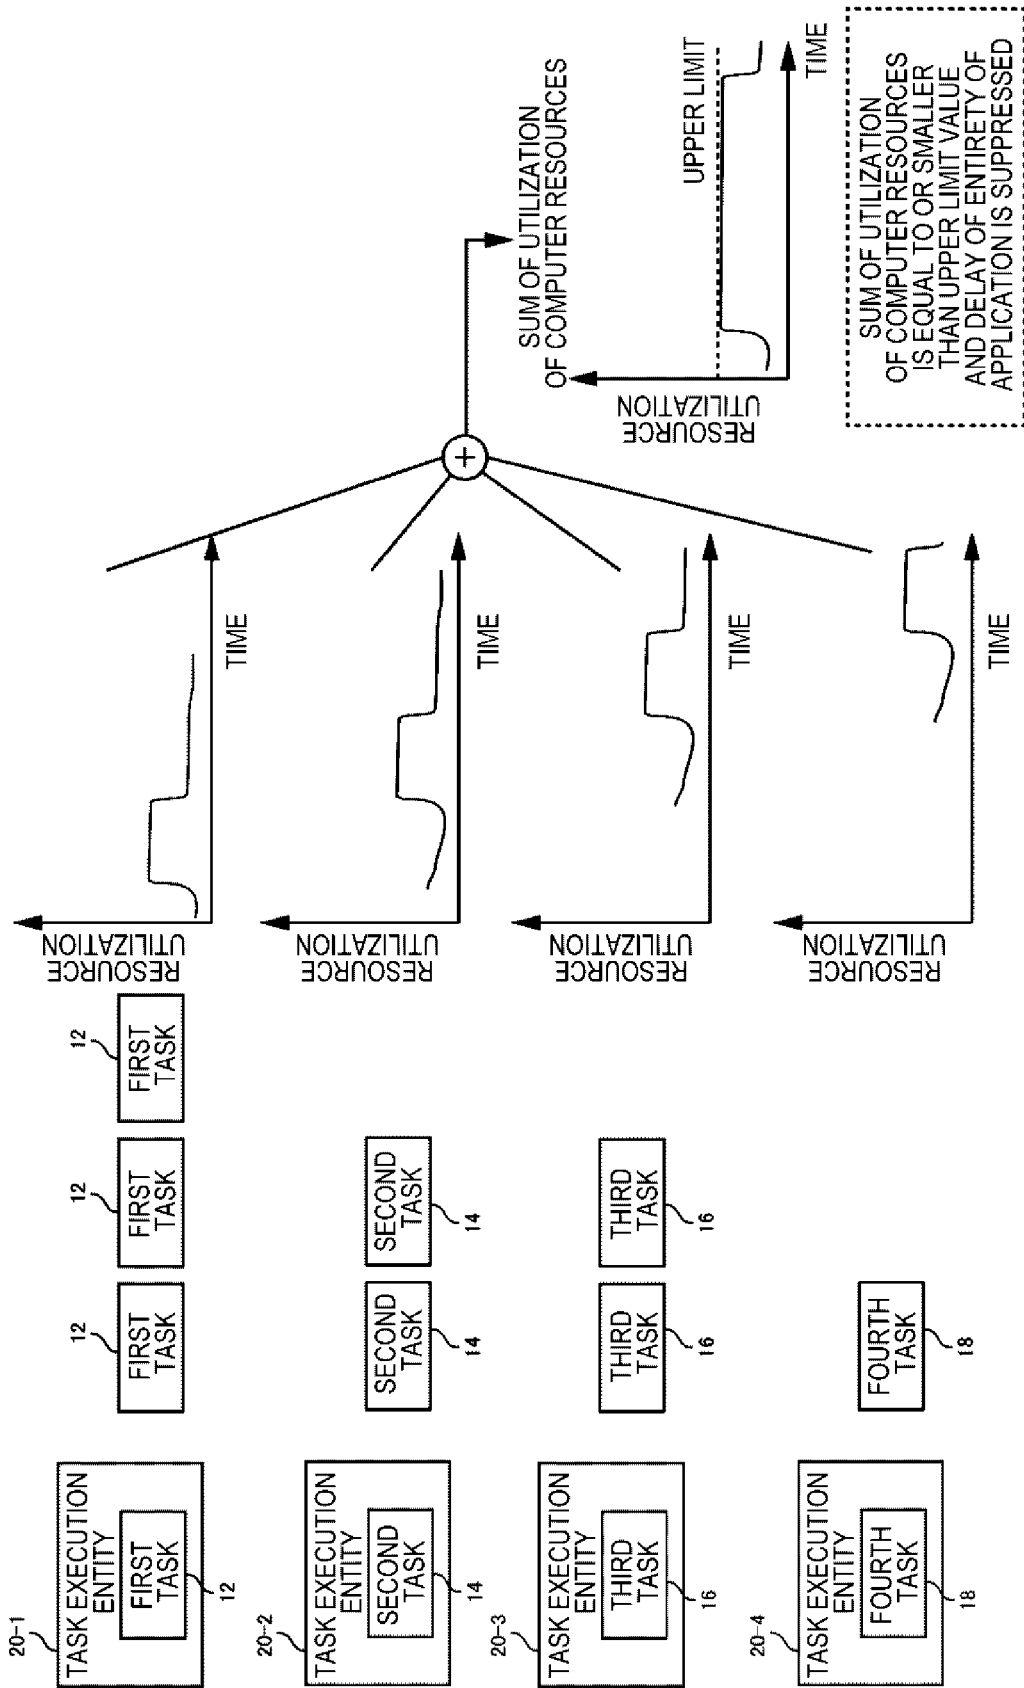 20-1
TASK EXECUTION
ENTITY
FIRST
TASK
12
FIRST
TASK
12
FIRST
TASK
12
FIRST
TASK
12
RESOURCE
UTILIZATION
TIME
20-2
TASK EXECUTION
ENTITY
SECOND
TASK
14
SECOND
TASK
14
SECOND
TASK
14
RESOURCE
UTILIZATION
TIME
20-3
TASK EXECUTION
ENTITY
THIRD
TASK
16
THIRD
TASK
16
THIRD
TASK
16
RESOURCE
UTILIZATION
TIME
20-4
TASK EXECUTION
ENTITY
FOURTH
TASK
18
FOURTH
TASK
18
RESOURCE
UTILIZATION
TIME
+
SUM OF UTILIZATION
OF COMPUTER RESOURCES
RESOURCE
UTILIZATION
UPPER LIMIT
TIME
SUM OF UTILIZATION
OF COMPUTER RESOURCES
IS EQUAL TO OR SMALLER
THAN UPPER LIMIT VALUE
AND DELAY OF ENTIRETY OF
APPLICATION IS SUPPRESSED